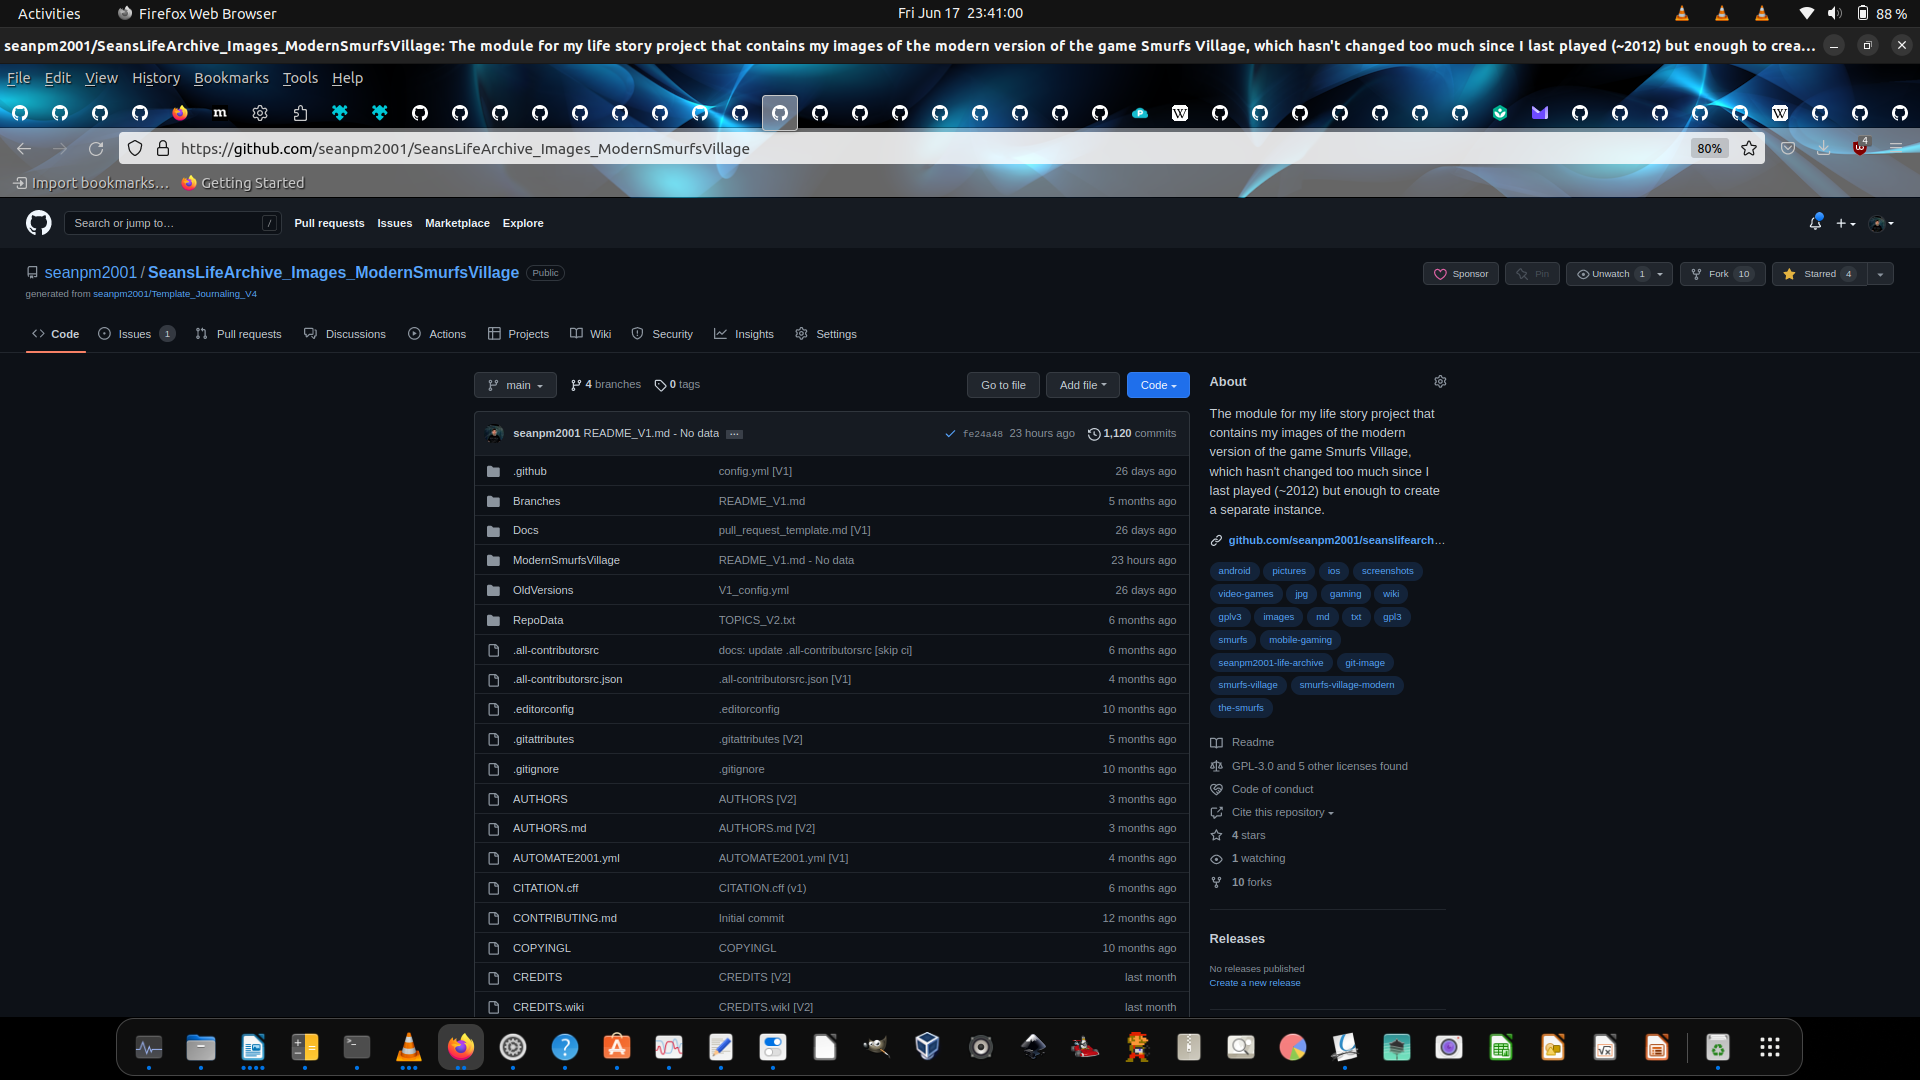 Activities
Firefox Web Browser
Fri Jun 17 23:41:00
88 %
seanpm2001/SeansLifeArchive_Images_ModernSmurfsVillage: The module for my life story project that contains my images of the modern version of the game Smurfs Village, which hasn't changed too much since I last played (~2012) but enough to crea…
File Edit View History Bookmarks Tools Help
https://github.com/seanpm2001/SeansLifeArchive_Images_ModernSmurfsVillage
80%
4
Import bookmarks…
Getting Started
Search or jump to…
/
Pull requests
Issues
Marketplace
Explore
seanpm2001 / SeansLifeArchive_Images_ModernSmurfsVillage
Public
generated from seanpm2001/Template_Journaling_V4
Sponsor
Pin
Unwatch 1
Fork 10
Starred 4
Code
Issues 1
Pull requests
Discussions
Actions
Projects
Wiki
Security
Insights
Settings
main
4 branches
0 tags
Go to file
Add file
Code
seanpm2001 README_V1.md - No data
fe24a48 23 hours ago
1,120 commits
.github config.yml [V1] 26 days ago
Branches README_V1.md 5 months ago
Docs pull_request_template.md [V1] 26 days ago
ModernSmurfsVillage README_V1.md - No data 23 hours ago
OldVersions V1_config.yml 26 days ago
RepoData TOPICS_V2.txt 6 months ago
.all-contributorsrc docs: update .all-contributorsrc [skip ci] 6 months ago
.all-contributorsrc.json .all-contributorsrc.json [V1] 4 months ago
.editorconfig .editorconfig 10 months ago
.gitattributes .gitattributes [V2] 5 months ago
.gitignore .gitignore 10 months ago
AUTHORS AUTHORS [V2] 3 months ago
AUTHORS.md AUTHORS.md [V2] 3 months ago
AUTOMATE2001.yml AUTOMATE2001.yml [V1] 4 months ago
CITATION.cff CITATION.cff (v1) 6 months ago
CONTRIBUTING.md Initial commit 12 months ago
COPYINGL COPYINGL 10 months ago
CREDITS CREDITS [V2] last month
CREDITS.wiki CREDITS.wikI [V2] last month
About
The module for my life story project that
contains my images of the modern
version of the game Smurfs Village,
which hasn't changed too much since I
last played (~2012) but enough to create
a separate instance.
github.com/seanpm2001/seanslifearch…
android pictures ios screenshots
video-games jpg gaming wiki
gplv3 images md txt gpl3
smurfs mobile-gaming
seanpm2001-life-archive git-image
smurfs-village smurfs-village-modern
the-smurfs
Readme
GPL-3.0 and 5 other licenses found
Code of conduct
Cite this repository
4 stars
1 watching
10 forks
Releases
No releases published
Create a new release